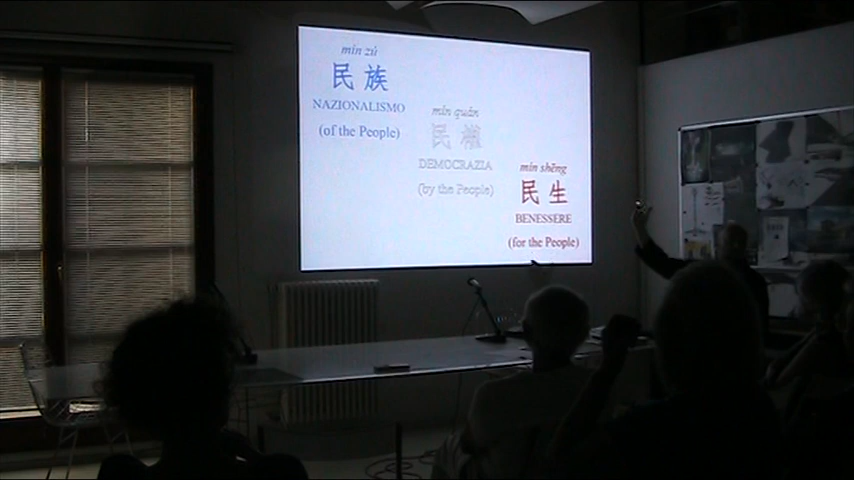 mín zú
民族
NAZIONALISMO
(of the People)
mín quán
民權
DEMOCRAZIA
(by the People)
mín shēng
民生
BENESSERE
(for the People)